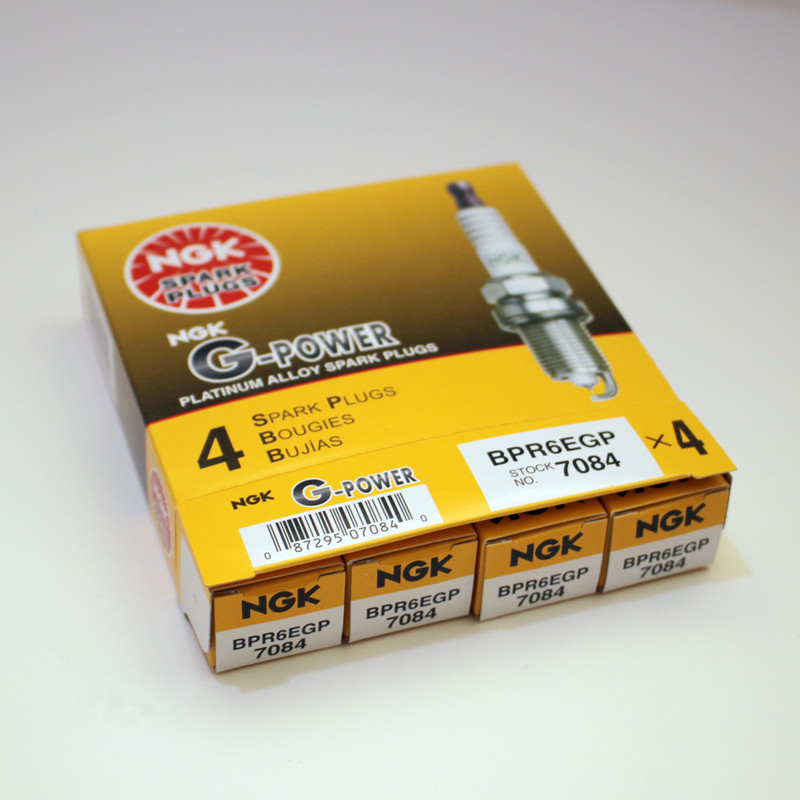 NGK
SPARK
PLUGS
NGK
NGK
G-POWER
PLATINUM ALLOY SPARK PLUGS
4 SPARK PLUGS
BOUGIES
BUJÍAS
BPR6EGP
STOCK NO. 7084
×4
NGK G-POWER
0 87295 07084 0
NGK
BPR6EGP
7084
NGK
BPR6EGP
7084
NGK
BPR6EGP
7084
NGK
BPR6EGP
7084